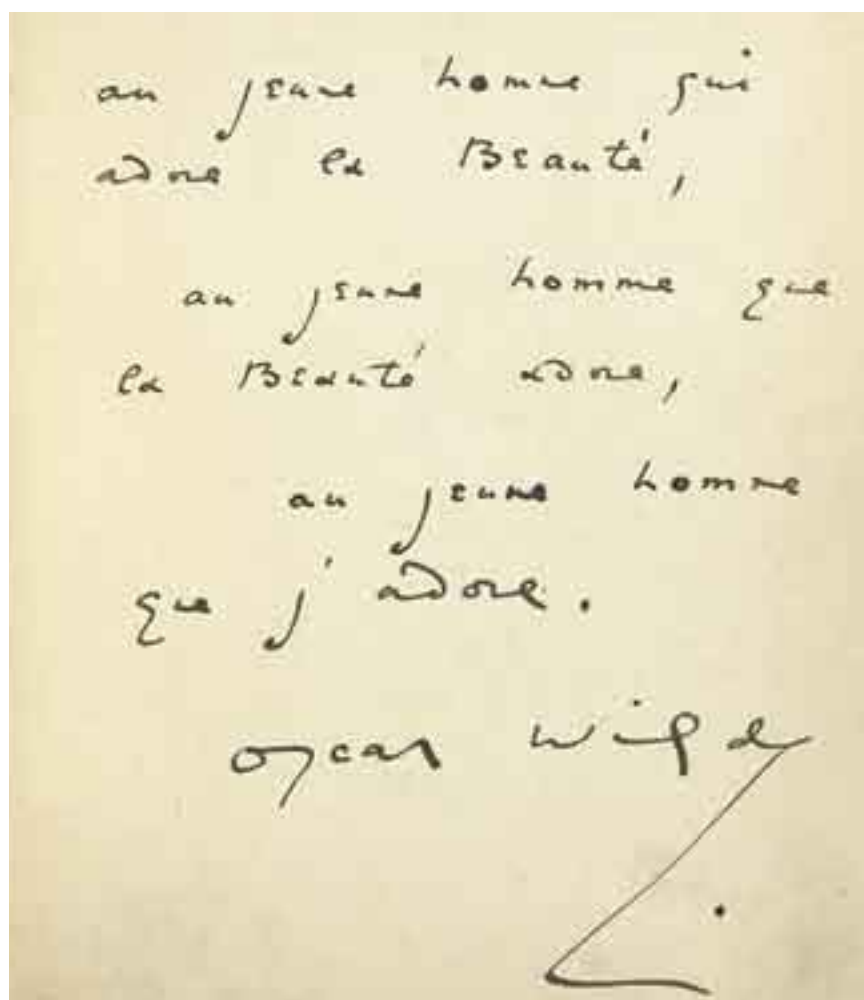 au jeune homme qui
adore la Beauté,
au jeune homme que
la Beauté adore,
au jeune homme
que j'adore.
Oscar Wilde